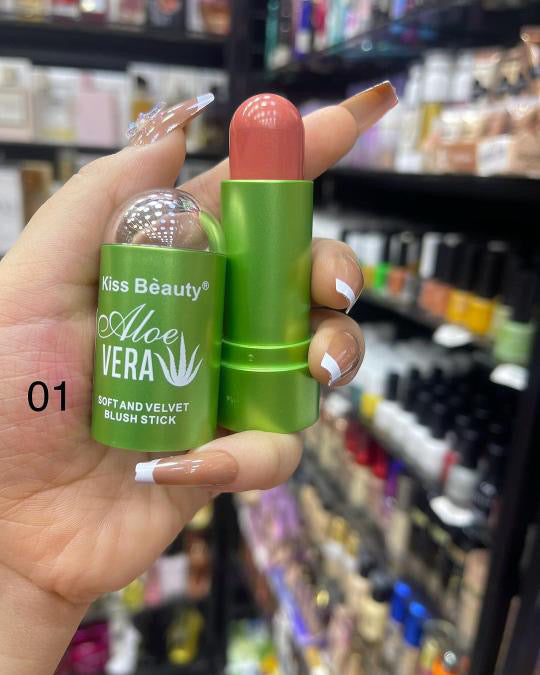 Kiss Bèauty®
Aloe
VERA
SOFT AND VELVET
BLUSH STICK
01